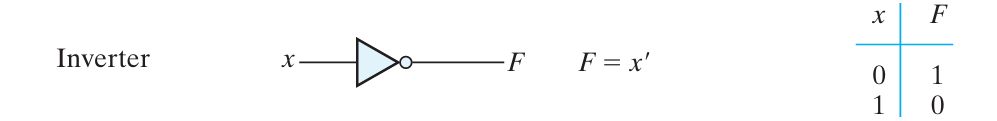 x F
Inverter x F F = x′
0 1
1 0